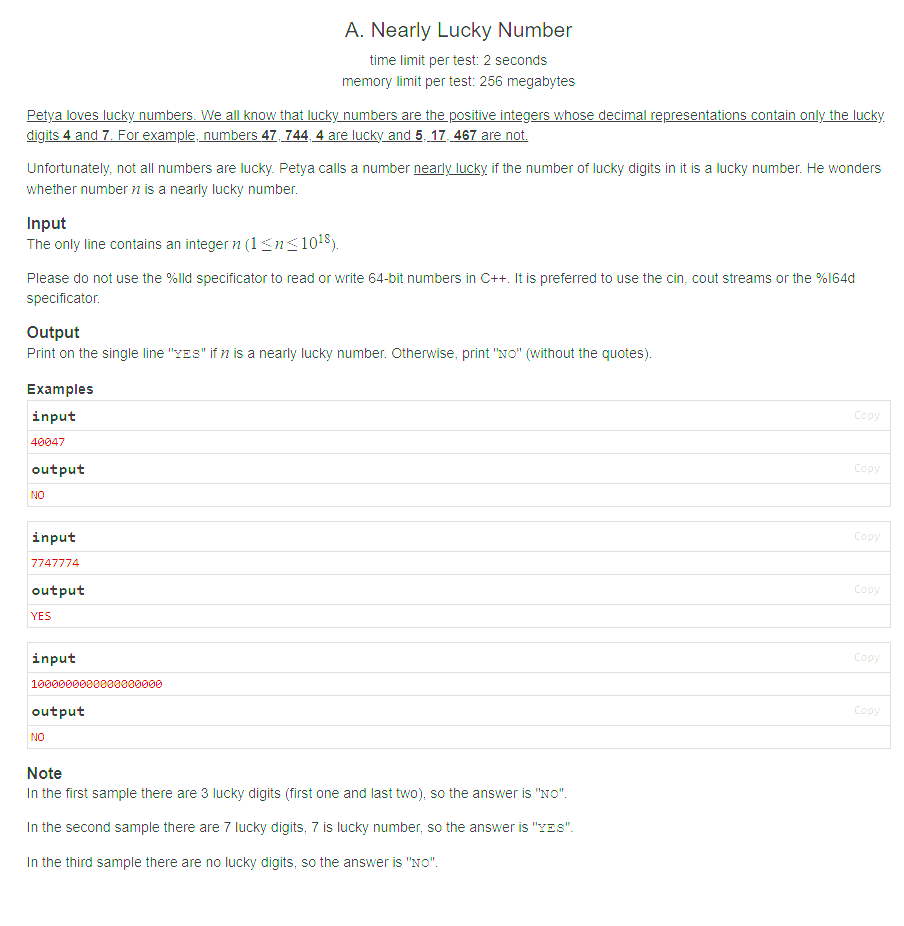 A. Nearly Lucky Number
time limit per test: 2 seconds
memory limit per test: 256 megabytes
Petya loves lucky numbers. We all know that lucky numbers are the positive integers whose decimal representations contain only the lucky
digits 4 and 7. For example, numbers 47, 744, 4 are lucky and 5, 17, 467 are not.
Unfortunately, not all numbers are lucky. Petya calls a number nearly lucky if the number of lucky digits in it is a lucky number. He wonders
whether number n is a nearly lucky number.
Input
The only line contains an integer n (1 ≤ n ≤ 10¹⁸).
Please do not use the %lld specificator to read or write 64-bit numbers in C++. It is preferred to use the cin, cout streams or the %I64d
specificator.
Output
Print on the single line "YES" if n is a nearly lucky number. Otherwise, print "NO" (without the quotes).
Examples
input Copy
40047
output Copy
NO
input Copy
7747774
output Copy
YES
input Copy
1000000000000000000
output Copy
NO
Note
In the first sample there are 3 lucky digits (first one and last two), so the answer is "NO".
In the second sample there are 7 lucky digits, 7 is lucky number, so the answer is "YES".
In the third sample there are no lucky digits, so the answer is "NO".